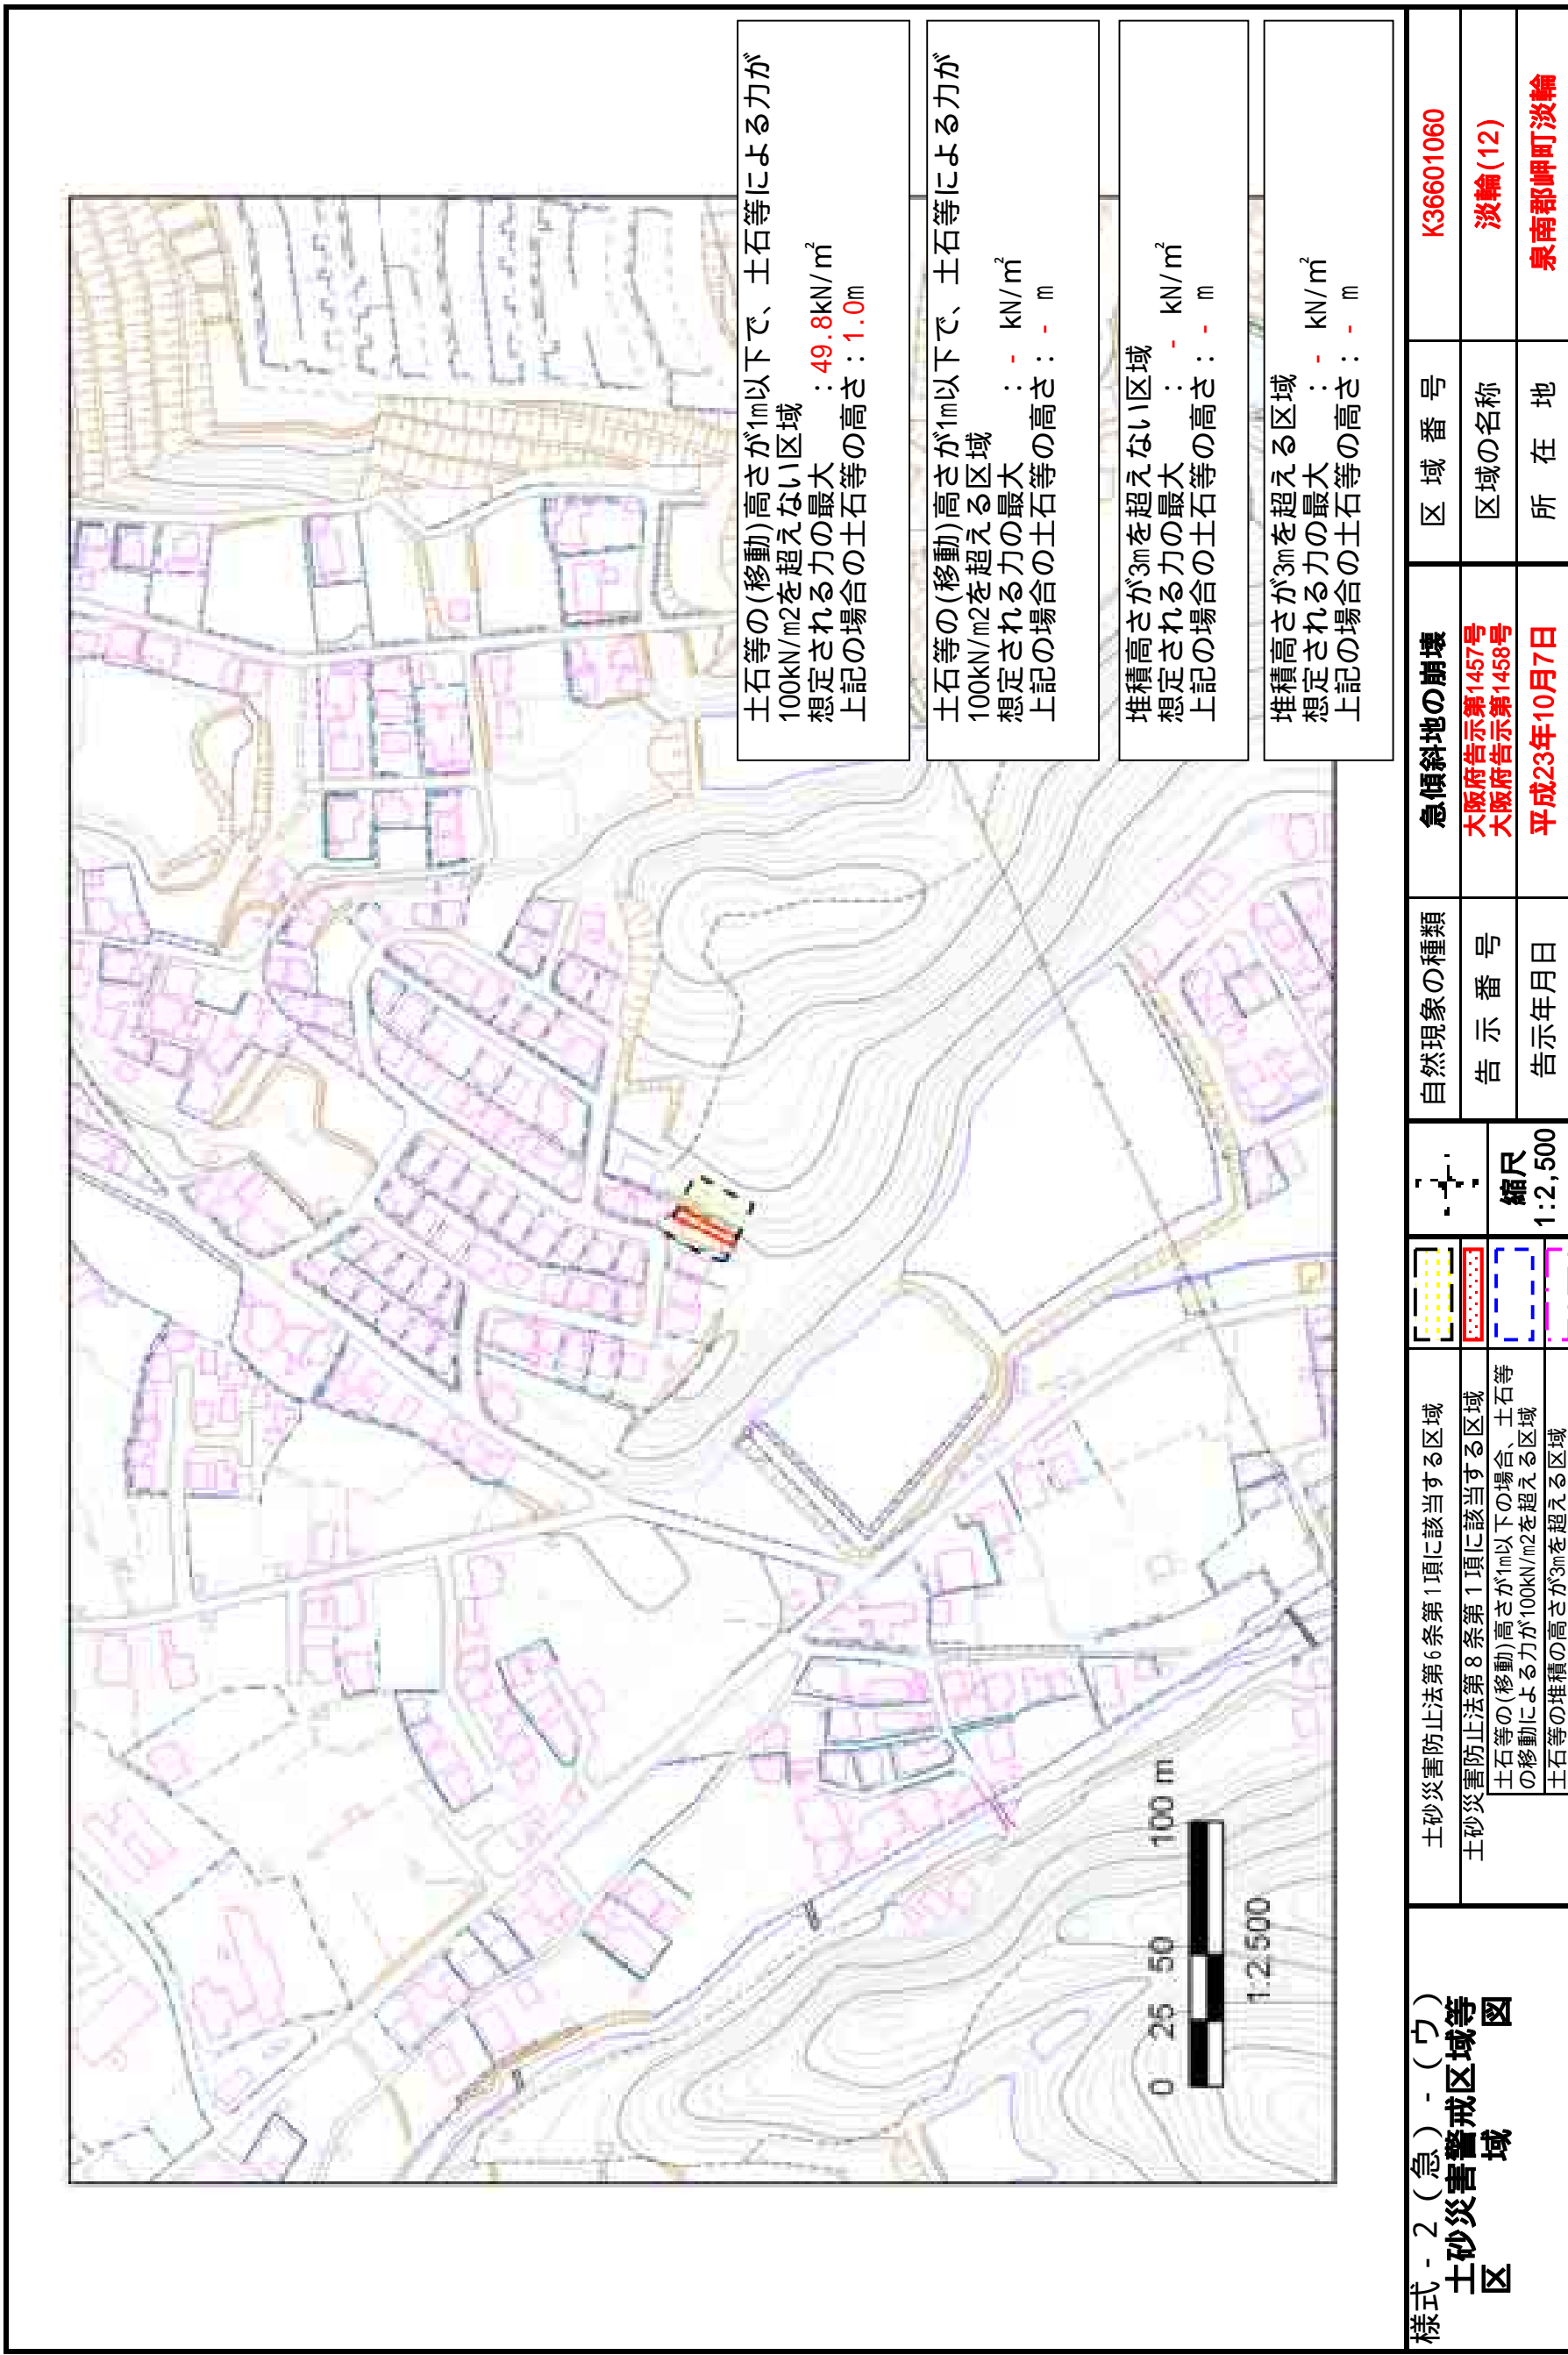 土石等の(移動)高さが1m以下で、土石等による力が
100kN/m2を超えない区域
想定される力の最大　:49.8kN/㎡
上記の場合の土石等の高さ:1.0m
土石等の(移動)高さが1m以下で、土石等による力が
100kN/m2を超える区域
想定される力の最大　: - kN/㎡
上記の場合の土石等の高さ: - m
堆積高さが3mを超えない区域
想定される力の最大　: - kN/㎡
上記の場合の土石等の高さ: - m
堆積高さが3mを超える区域
想定される力の最大　: - kN/㎡
上記の場合の土石等の高さ: - m
0 25 50 100 m
1:2,500
様式-2(急)-(ウ)
土砂災害警戒区域等
区域図
土砂災害防止法第6条第1項に該当する区域
土砂災害防止法第8条第1項に該当する区域
土石等の(移動)高さが1m以下の場合、土石等
の移動による力が100kN/m2を超える区域
土石等の堆積の高さが3mを超える区域
縮尺
1:2,500
自然現象の種類 急傾斜地の崩壊
告示番号 大阪府告示第1457号
大阪府告示第1458号
告示年月日 平成23年10月7日
区域番号 K36601060
区域の名称 淡輪(12)
所在地 泉南郡岬町淡輪